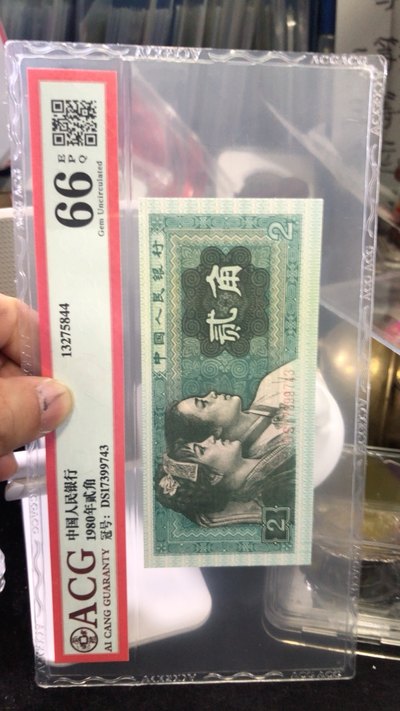 ACG
AI CANG GUARANTY
中国人民银行
1980年贰角
冠号: DS17399743
13275844
66
EPQ
Gem Uncirculated
中国人民银行
贰角
2
DS17399743
2
ACG